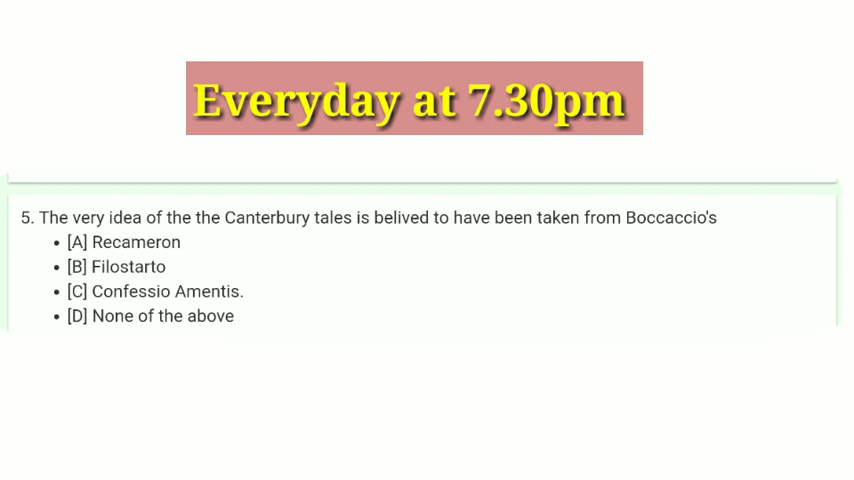 Everyday at 7.30pm
5. The very idea of the the Canterbury tales is belived to have been taken from Boccaccio's
• [A] Recameron
• [B] Filostarto
• [C] Confessio Amentis.
• [D] None of the above